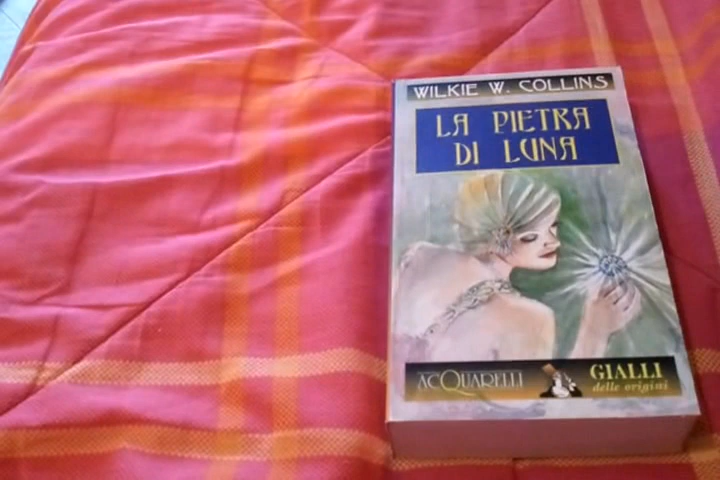 WILKIE W. COLLINS
LA PIETRA
DI LUNA
ACQUARELLI
GIALLI
delle origini